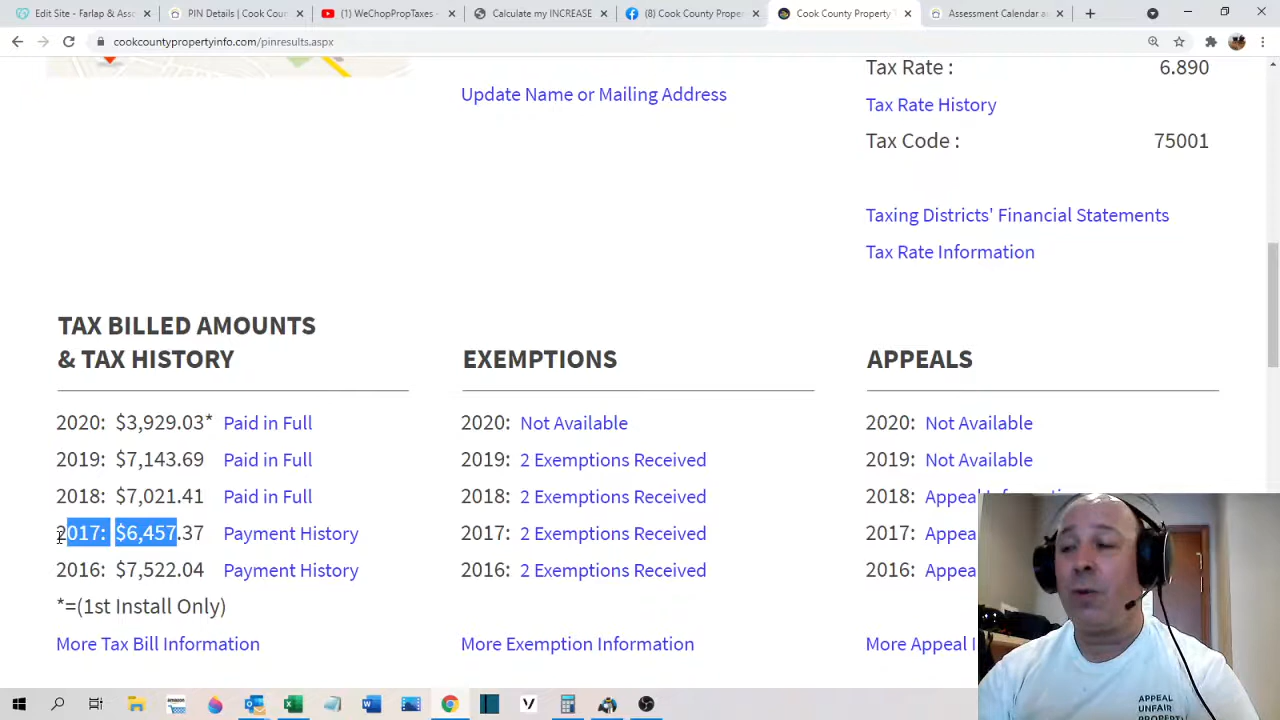 Site Details - Farlap & Asses
PIN Details | Cook Coun
(1) WeChopPropTaxes -
Calculate my INCREASE
(8) Cook County Propert
Cook County Property T
Assessment Calendar an
cookcountypropertyinfo.com/pinresults.aspx
Tax Rate : 6.890
Update Name or Mailing Address
Tax Rate History
Tax Code : 75001
Taxing Districts' Financial Statements
Tax Rate Information
TAX BILLED AMOUNTS
& TAX HISTORY
EXEMPTIONS
APPEALS
2020: $3,929.03* Paid in Full
2020: Not Available
2020: Not Available
2019: $7,143.69 Paid in Full
2019: 2 Exemptions Received
2019: Not Available
2018: $7,021.41 Paid in Full
2018: 2 Exemptions Received
2018: Appeal
2017: $6,457.37 Payment History
2017: 2 Exemptions Received
2017: Appea
2016: $7,522.04 Payment History
2016: 2 Exemptions Received
2016: Appea
*=(1st Install Only)
More Tax Bill Information
More Exemption Information
More Appeal I
APPEAL
UNFAIR
PROPERTY